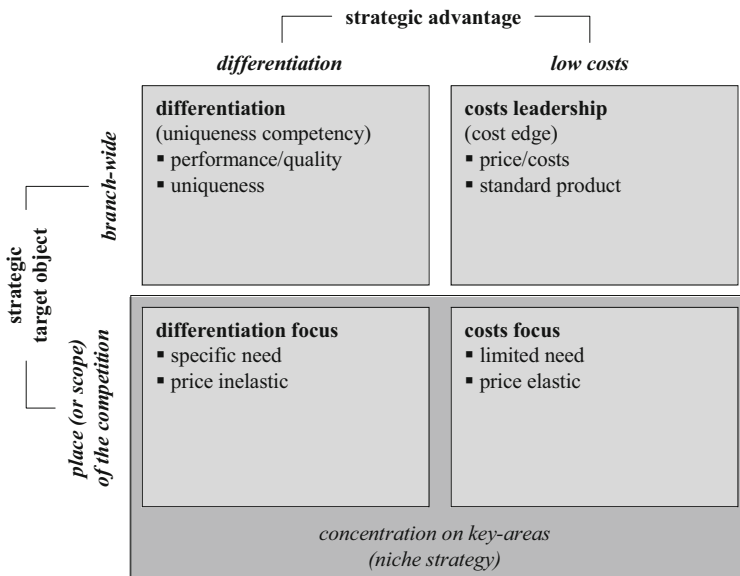 strategic advantage
differentiation
low costs
strategic
target object
branch-wide
differentiation
(uniqueness competency)
▪ performance/quality
▪ uniqueness
costs leadership
(cost edge)
▪ price/costs
▪ standard product
place (or scope)
of the competition
differentiation focus
▪ specific need
▪ price inelastic
costs focus
▪ limited need
▪ price elastic
concentration on key-areas
(niche strategy)